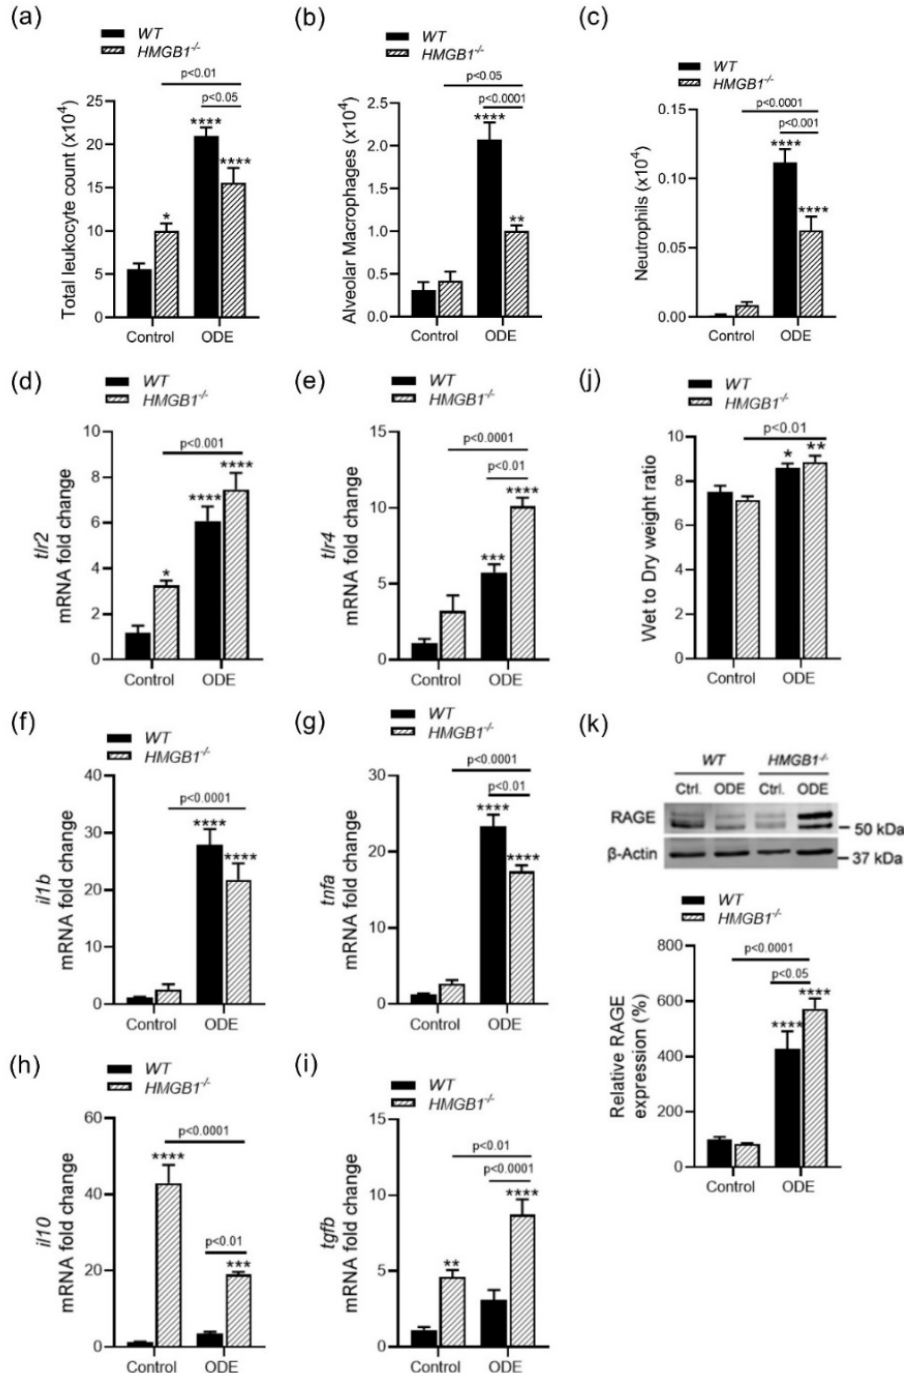 (a)
WT
HMGB1-/-
p<0.01
p<0.05
****
****
*
Total leukocyte count (x10⁴)
25
20
15
10
5
0
Control
ODE
(b)
WT
HMGB1-/-
p<0.05
p<0.0001
****
**
Alveolar Macrophages (x10⁴)
2.5
2.0
1.5
1.0
0.5
0.0
Control
ODE
(c)
WT
HMGB1-/-
p<0.0001
p<0.001
****
****
Neutrophils (x10⁴)
0.15
0.10
0.05
0.00
Control
ODE
(d)
WT
HMGB1-/-
p<0.001
****
****
*
tlr2
mRNA fold change
10
8
6
4
2
0
Control
ODE
(e)
WT
HMGB1-/-
p<0.0001
p<0.01
****
***
tlr4
mRNA fold change
15
10
5
0
Control
ODE
(j)
WT
HMGB1-/-
p<0.01
*
**
Wet to Dry weight ratio
10
8
6
4
2
0
Control
ODE
(f)
WT
HMGB1-/-
p<0.0001
****
****
il1b
mRNA fold change
40
30
20
10
0
Control
ODE
(g)
WT
HMGB1-/-
p<0.0001
p<0.01
****
****
tnfa
mRNA fold change
30
20
10
0
Control
ODE
(k)
WT
HMGB1-/-
Ctrl.
ODE
Ctrl.
ODE
RAGE
50 kDa
β-Actin
37 kDa
WT
HMGB1-/-
p<0.0001
p<0.05
****
****
Relative RAGE
expression (%)
800
600
400
200
0
Control
ODE
(h)
WT
HMGB1-/-
p<0.0001
****
p<0.01
***
il10
mRNA fold change
60
40
20
0
Control
ODE
(i)
WT
HMGB1-/-
p<0.01
p<0.0001
****
**
tgfb
mRNA fold change
15
10
5
0
Control
ODE